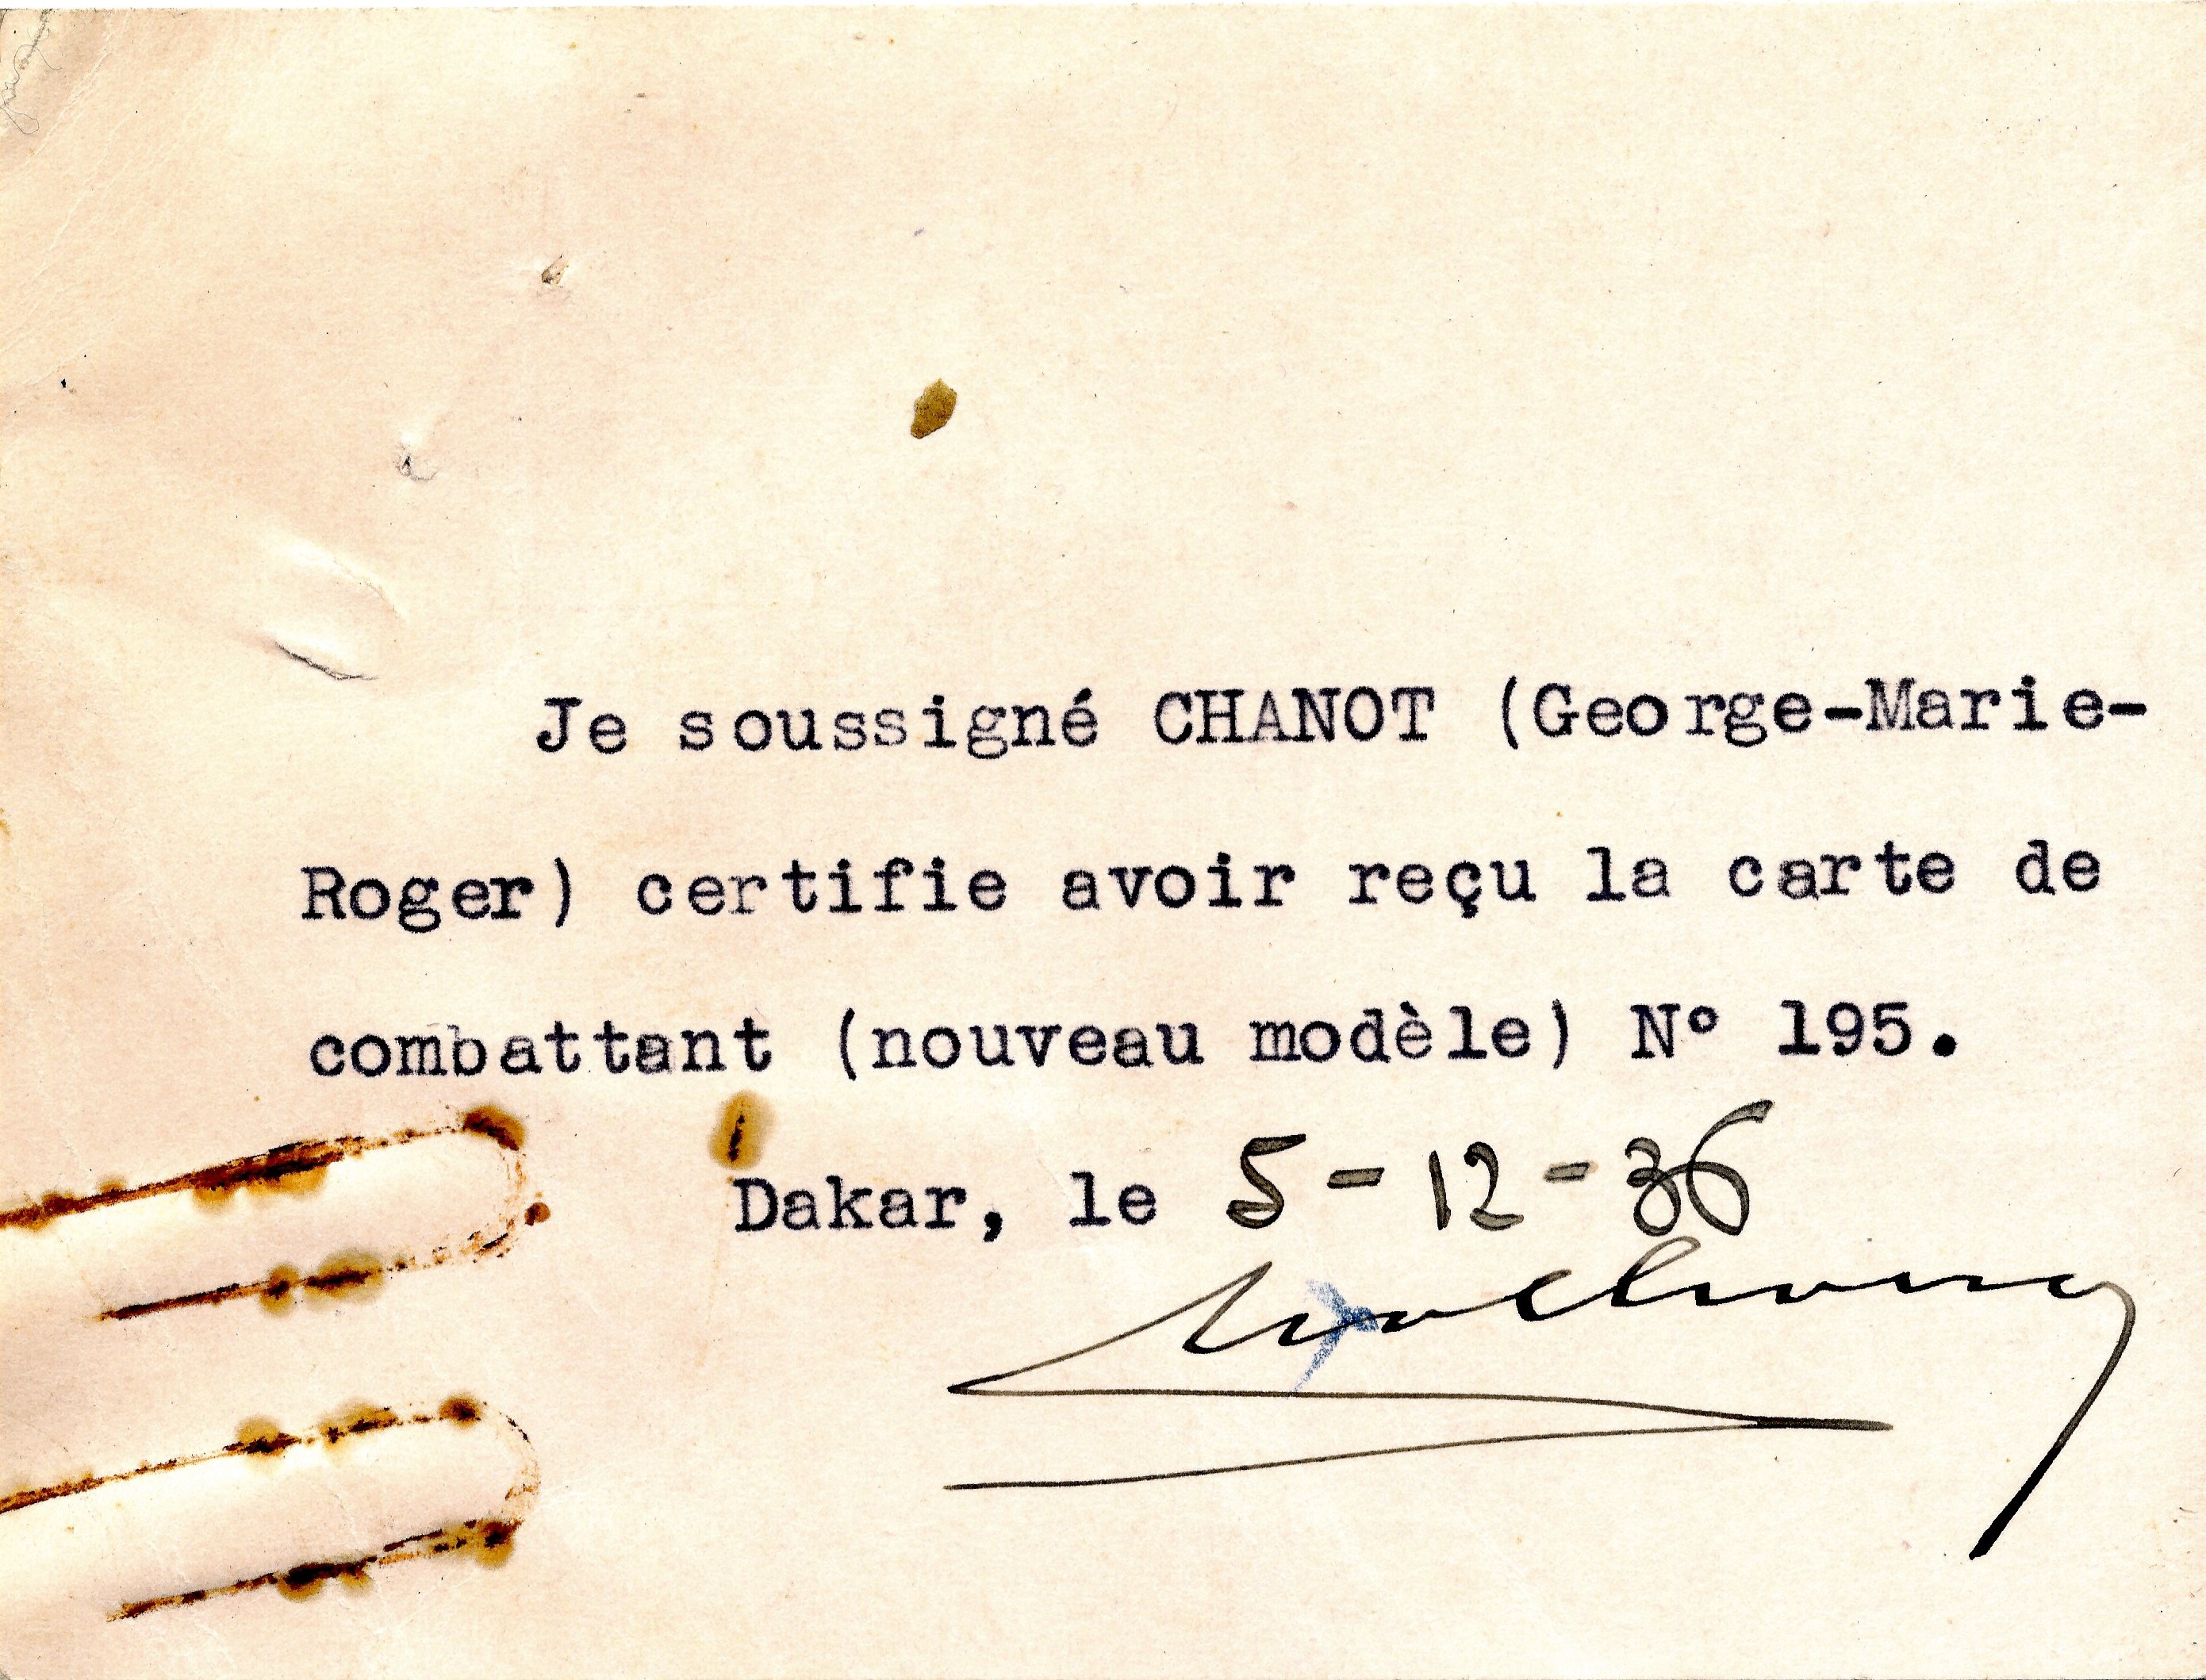 Je soussigné CHANOT (George-Marie-
Roger) certifie avoir reçu la carte de
combattant (nouveau modèle) N° 195.
Dakar, le 5-12-36